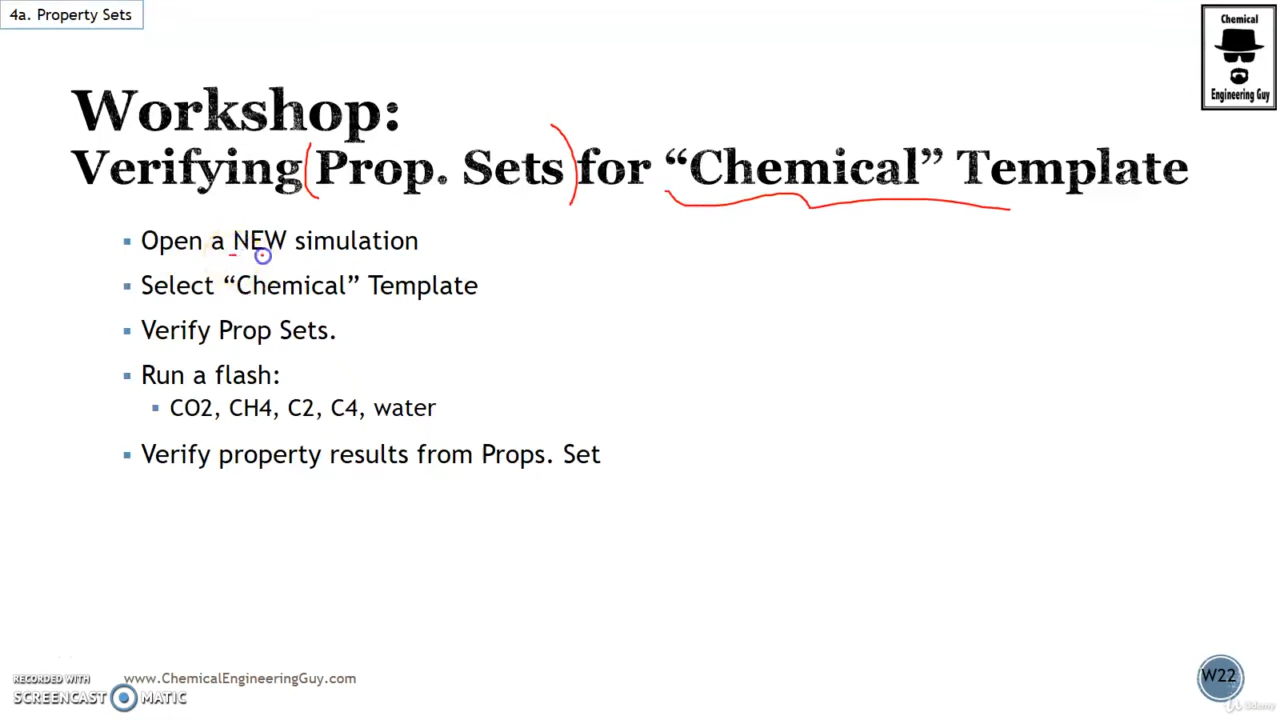 4a. Property Sets
Chemical
Engineering Guy
Workshop:
Verifying Prop. Sets for “Chemical” Template
▪ Open a NEW simulation
▪ Select “Chemical” Template
▪ Verify Prop Sets.
▪ Run a flash:
▪ CO2, CH4, C2, C4, water
▪ Verify property results from Props. Set
RECORDED WITH
SCREENCAST MATIC
www.ChemicalEngineeringGuy.com
W22
Udemy